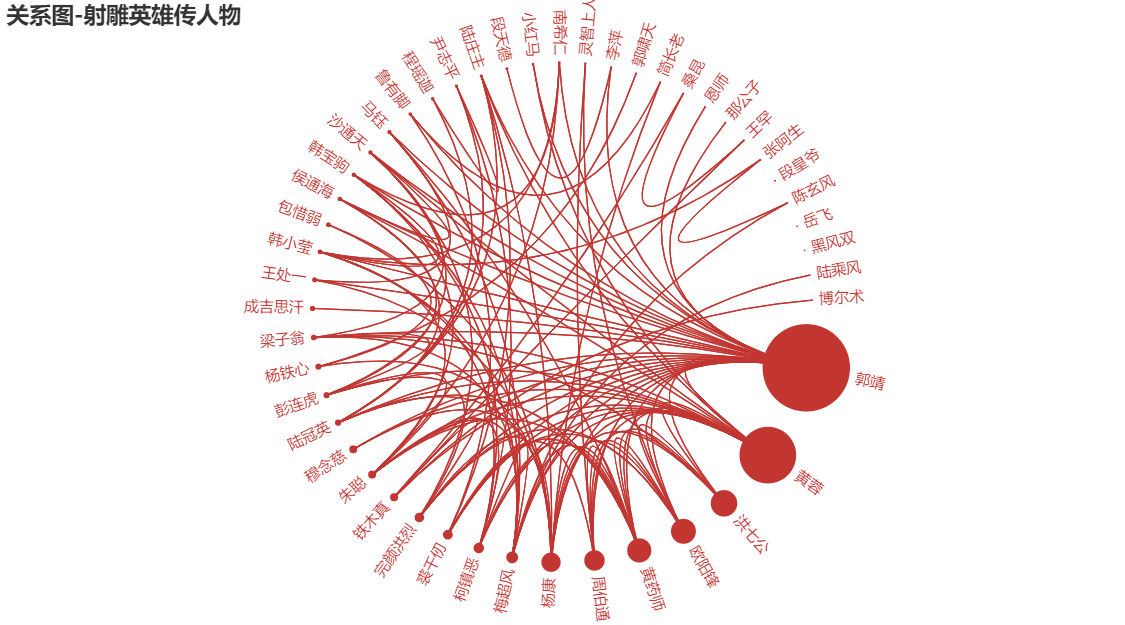 关系图-射雕英雄传人物
郭靖
黄蓉
洪七公
欧阳锋
黄药师
周伯通
杨康
梅超风
柯镇恶
裘千仞
完颜洪烈
铁木真
朱聪
穆念慈
陆冠英
彭连虎
杨铁心
梁子翁
成吉思汗
王处一
韩小莹
包惜弱
侯通海
韩宝驹
沙通天
马钰
鲁有脚
程瑶迦
尹志平
陆庄主
段天德
小红马
南希仁
灵智上人
李萍
郭啸天
简长老
嗓昆
恩师
那公子
王罕
张阿生
段皇爷
陈玄风
岳飞
黑风双
陆乘风
博尔术